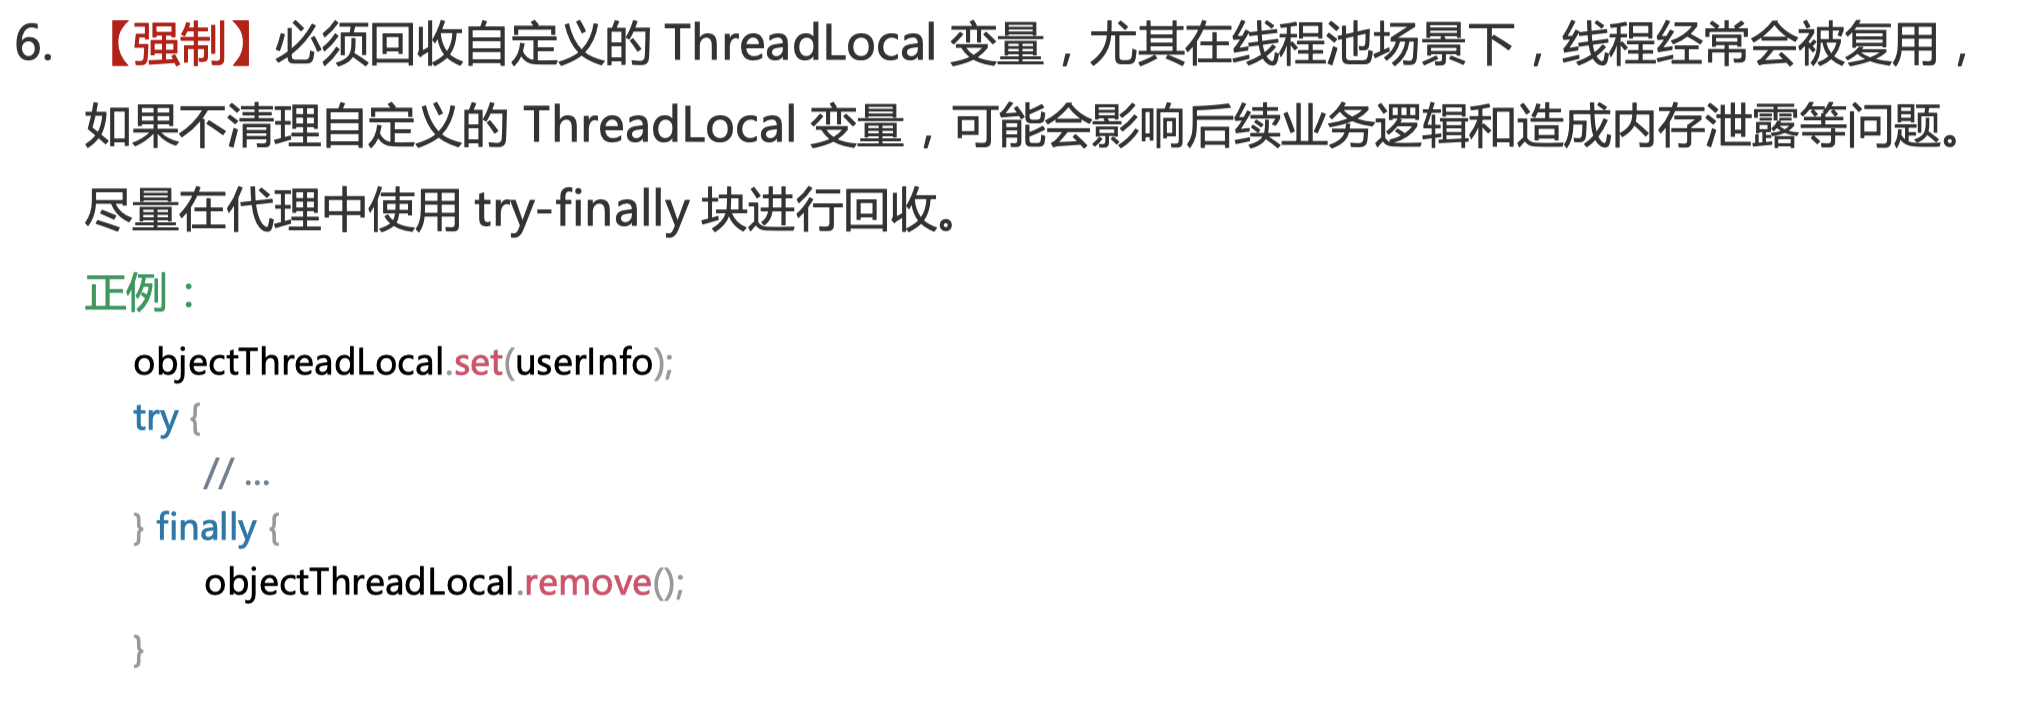 6. 【强制】必须回收自定义的 ThreadLocal 变量，尤其在线程池场景下，线程经常会被复用，
如果不清理自定义的 ThreadLocal 变量，可能会影响后续业务逻辑和造成内存泄露等问题。
尽量在代理中使用 try-finally 块进行回收。
正例：
objectThreadLocal.set(userInfo);
try {
// ...
} finally {
objectThreadLocal.remove();
}